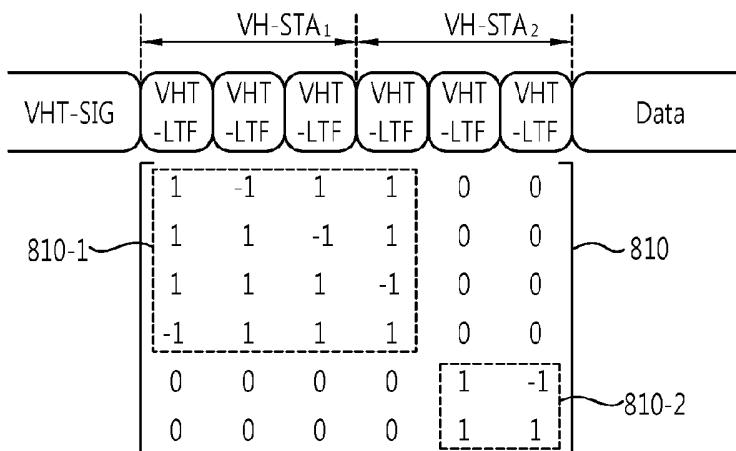 VH-STA1 VH-STA2
VHT-SIG VHT-LTF VHT-LTF VHT-LTF VHT-LTF VHT-LTF VHT-LTF Data
1 -1 1 1 0 0
810-1 1 1 -1 1 0 0 810
1 1 1 -1 0 0
-1 1 1 1 0 0
0 0 0 0 1 -1
0 0 0 0 1 1 810-2